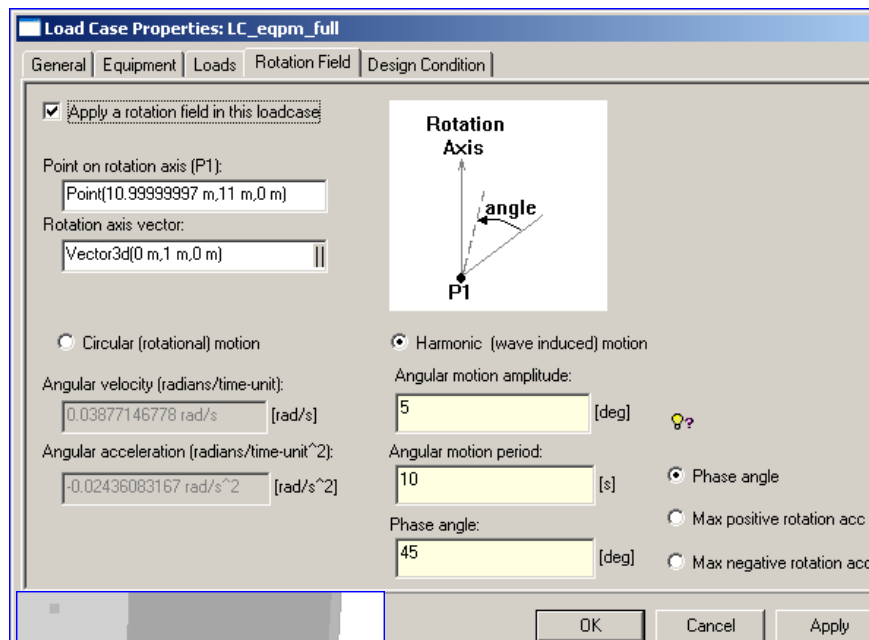 Load Case Properties: LC_eqpm_full
General Equipment Loads Rotation Field Design Condition
Apply a rotation field in this loadcase
Point on rotation axis (P1):
Point(10.99999997 m,11 m,0 m)
Rotation axis vector:
Vector3d(0 m,1 m,0 m)
Rotation
Axis
angle
P1
Circular (rotational) motion
Harmonic (wave induced) motion
Angular velocity (radians/time-unit):
0.03877146778 rad/s [rad/s]
Angular acceleration (radians/time-unit^2):
-0.02436083167 rad/s^2 [rad/s^2]
Angular motion amplitude:
5 [deg]
Angular motion period:
10 [s]
Phase angle:
45 [deg]
Phase angle
Max positive rotation acc
Max negative rotation acc
OK Cancel Apply